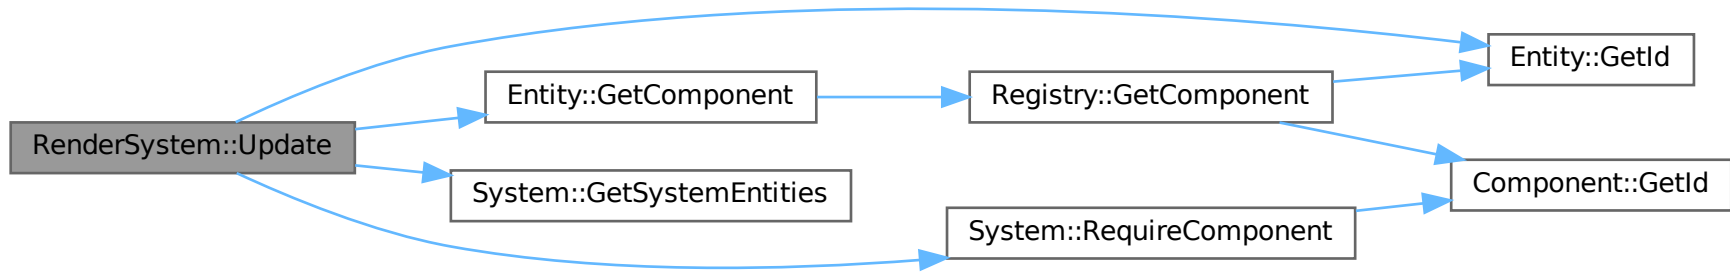 RenderSystem::Update
Entity::GetComponent
System::GetSystemEntities
Registry::GetComponent
System::RequireComponent
Entity::GetId
Component::GetId